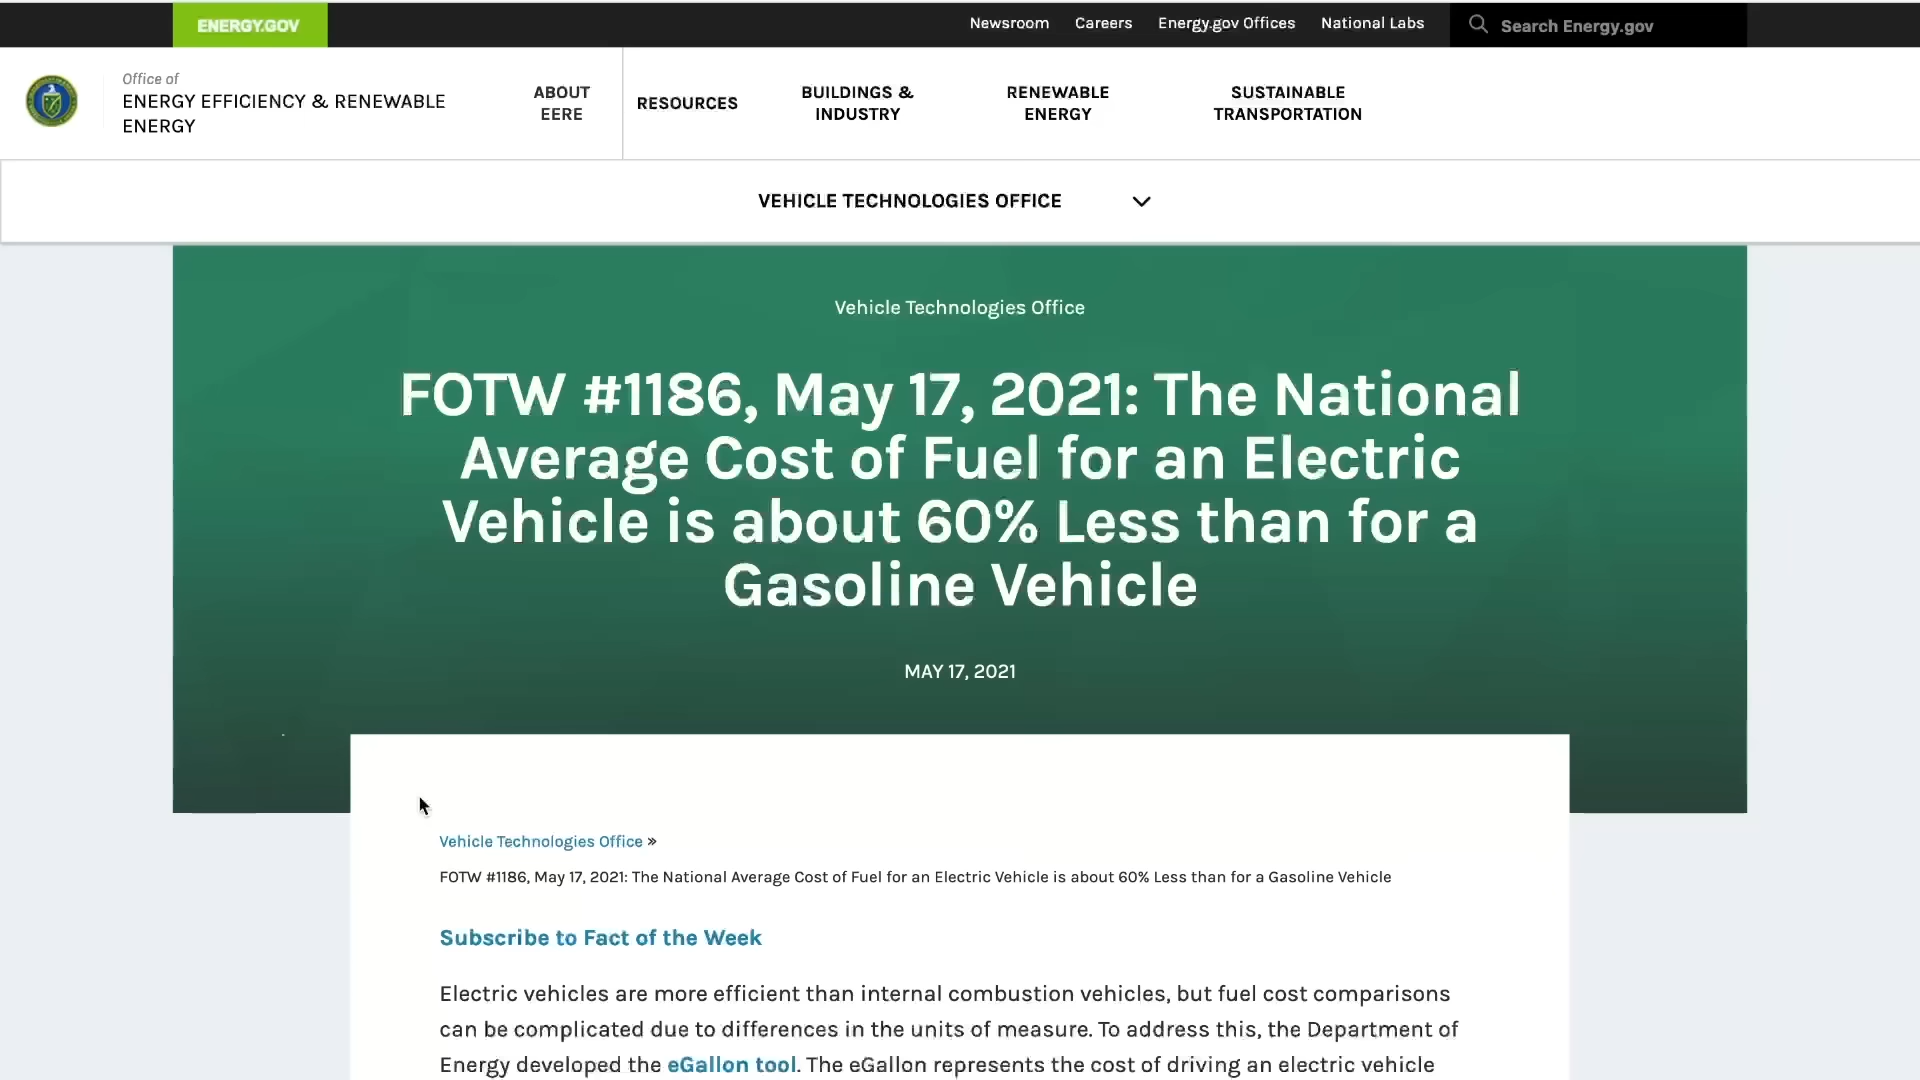 ENERGY.GOV
Newsroom Careers Energy.gov Offices National Labs Search Energy.gov
Office of
ENERGY EFFICIENCY & RENEWABLE
ENERGY
ABOUT
EERE
RESOURCES
BUILDINGS &
INDUSTRY
RENEWABLE
ENERGY
SUSTAINABLE
TRANSPORTATION
VEHICLE TECHNOLOGIES OFFICE
Vehicle Technologies Office
FOTW #1186, May 17, 2021: The National
Average Cost of Fuel for an Electric
Vehicle is about 60% Less than for a
Gasoline Vehicle
MAY 17, 2021
Vehicle Technologies Office »
FOTW #1186, May 17, 2021: The National Average Cost of Fuel for an Electric Vehicle is about 60% Less than for a Gasoline Vehicle
Subscribe to Fact of the Week
Electric vehicles are more efficient than internal combustion vehicles, but fuel cost comparisons
can be complicated due to differences in the units of measure. To address this, the Department of
Energy developed the eGallon tool. The eGallon represents the cost of driving an electric vehicle